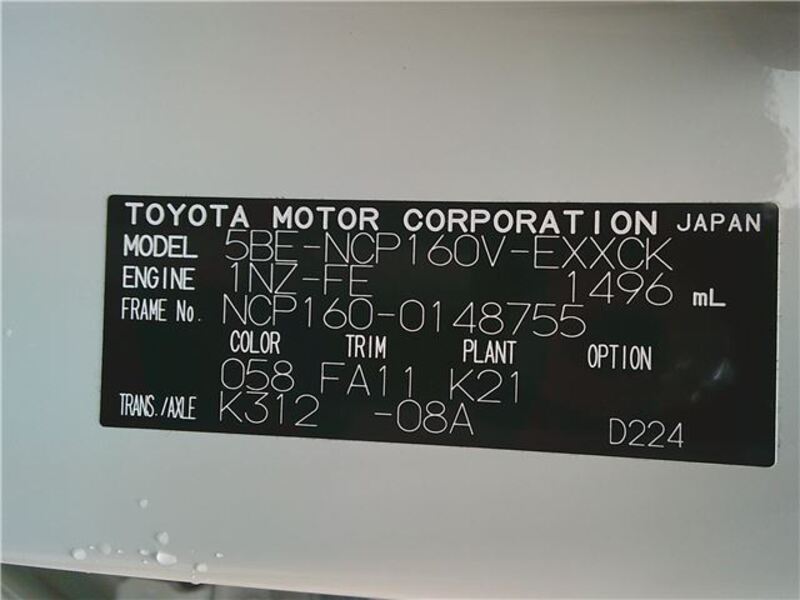 TOYOTA MOTOR CORPORATION JAPAN
MODEL 5BE-NCP160V-EXXCK
ENGINE 1NZ-FE 1496 mL
FRAME No. NCP160-0148755
COLOR TRIM PLANT OPTION
058 FA11 K21
TRANS./AXLE K312 -08A D224